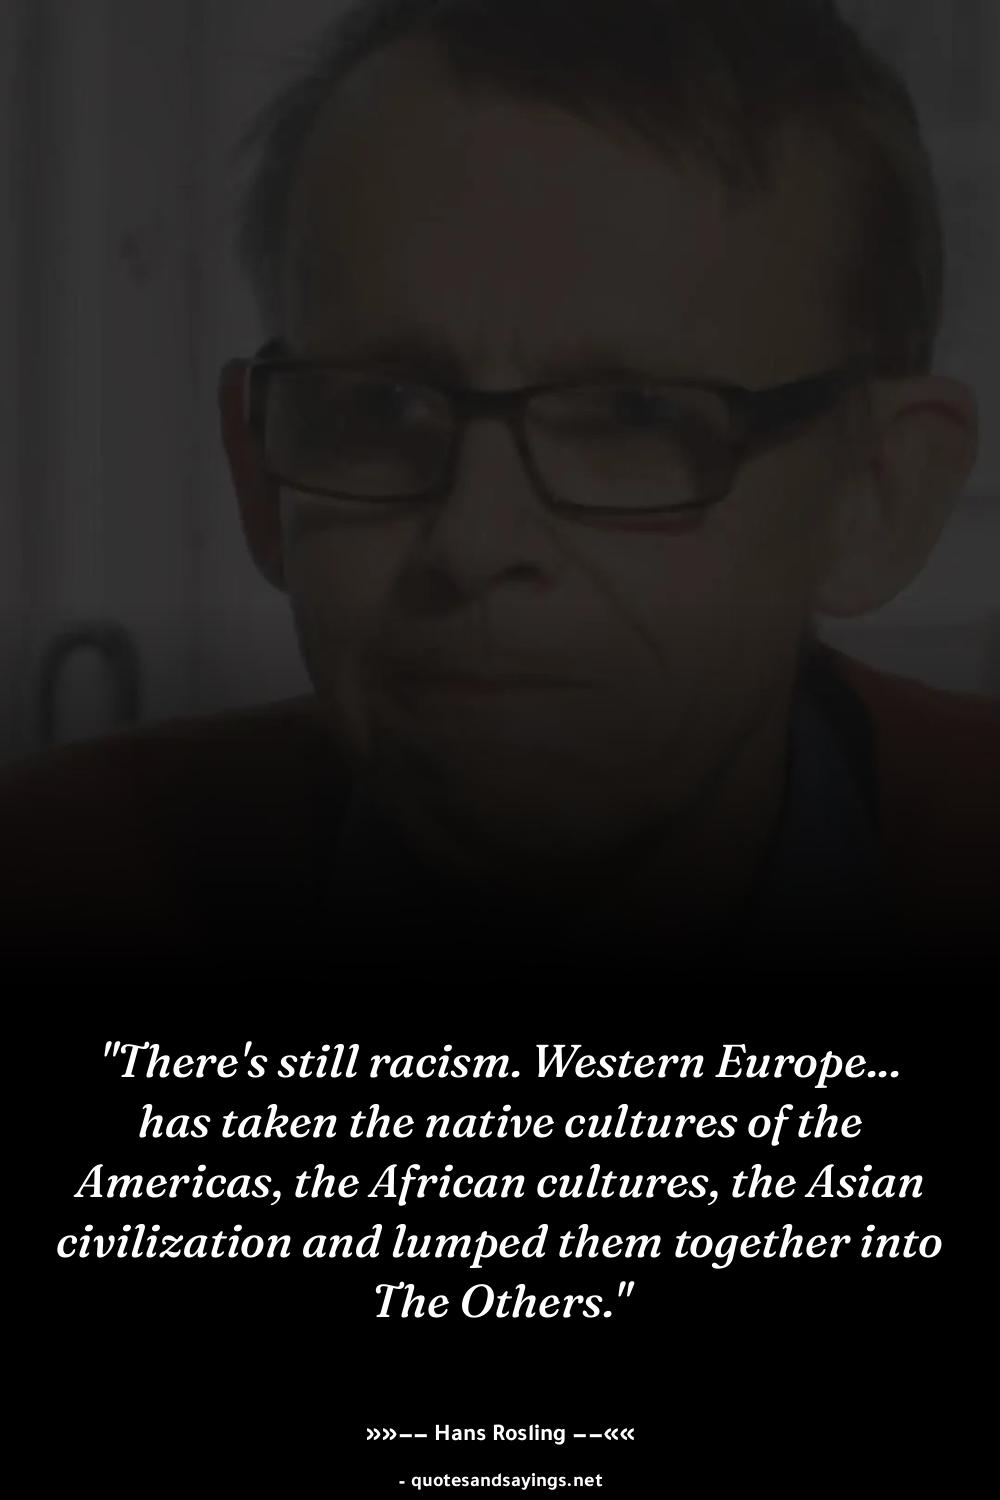 "There's still racism. Western Europe...
has taken the native cultures of the
Americas, the African cultures, the Asian
civilization and lumped them together into
The Others."
»»−− Hans Rosling −−««
- quotesandsayings.net